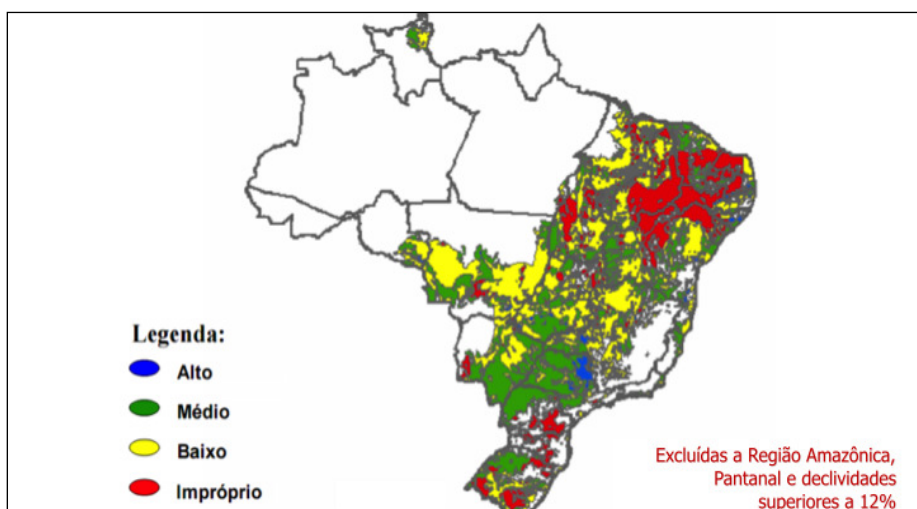 Legenda:
Alto
Médio
Baixo
Impróprio
Excluídas a Região Amazônica,
Pantanal e declividades
superiores a 12%